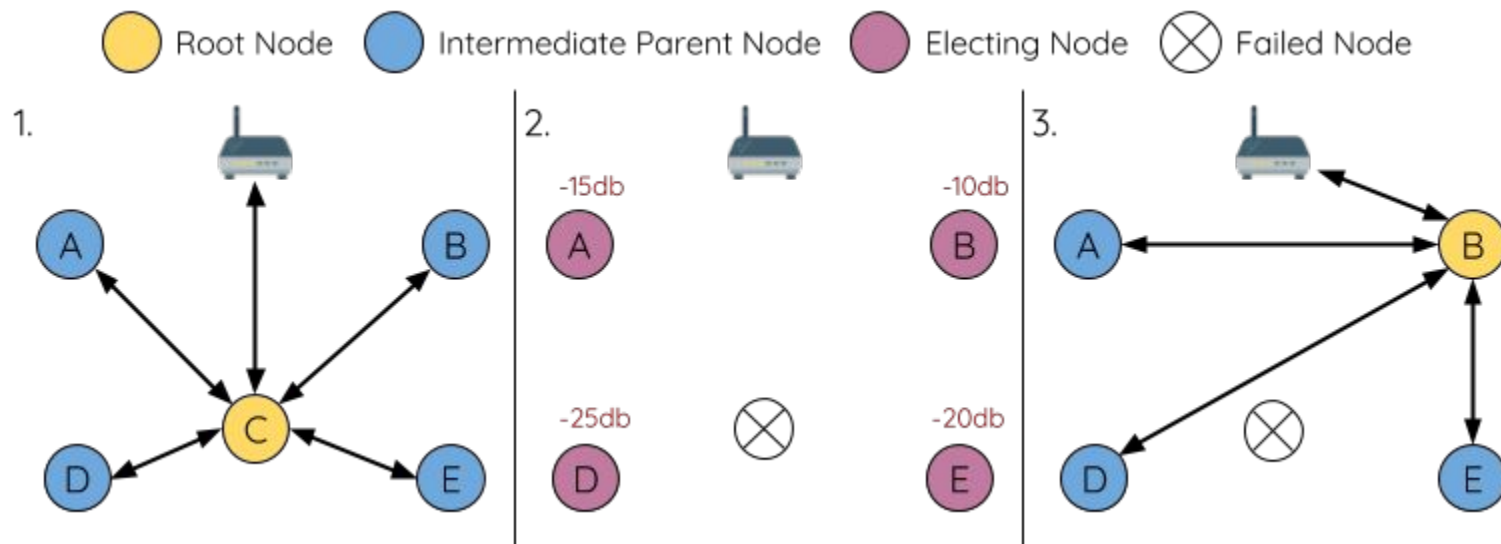 Root Node Intermediate Parent Node Electing Node Failed Node
1.
A
B
C
D
E
2.
-15db
-10db
A
B
-25db
-20db
D
E
3.
A
B
D
E